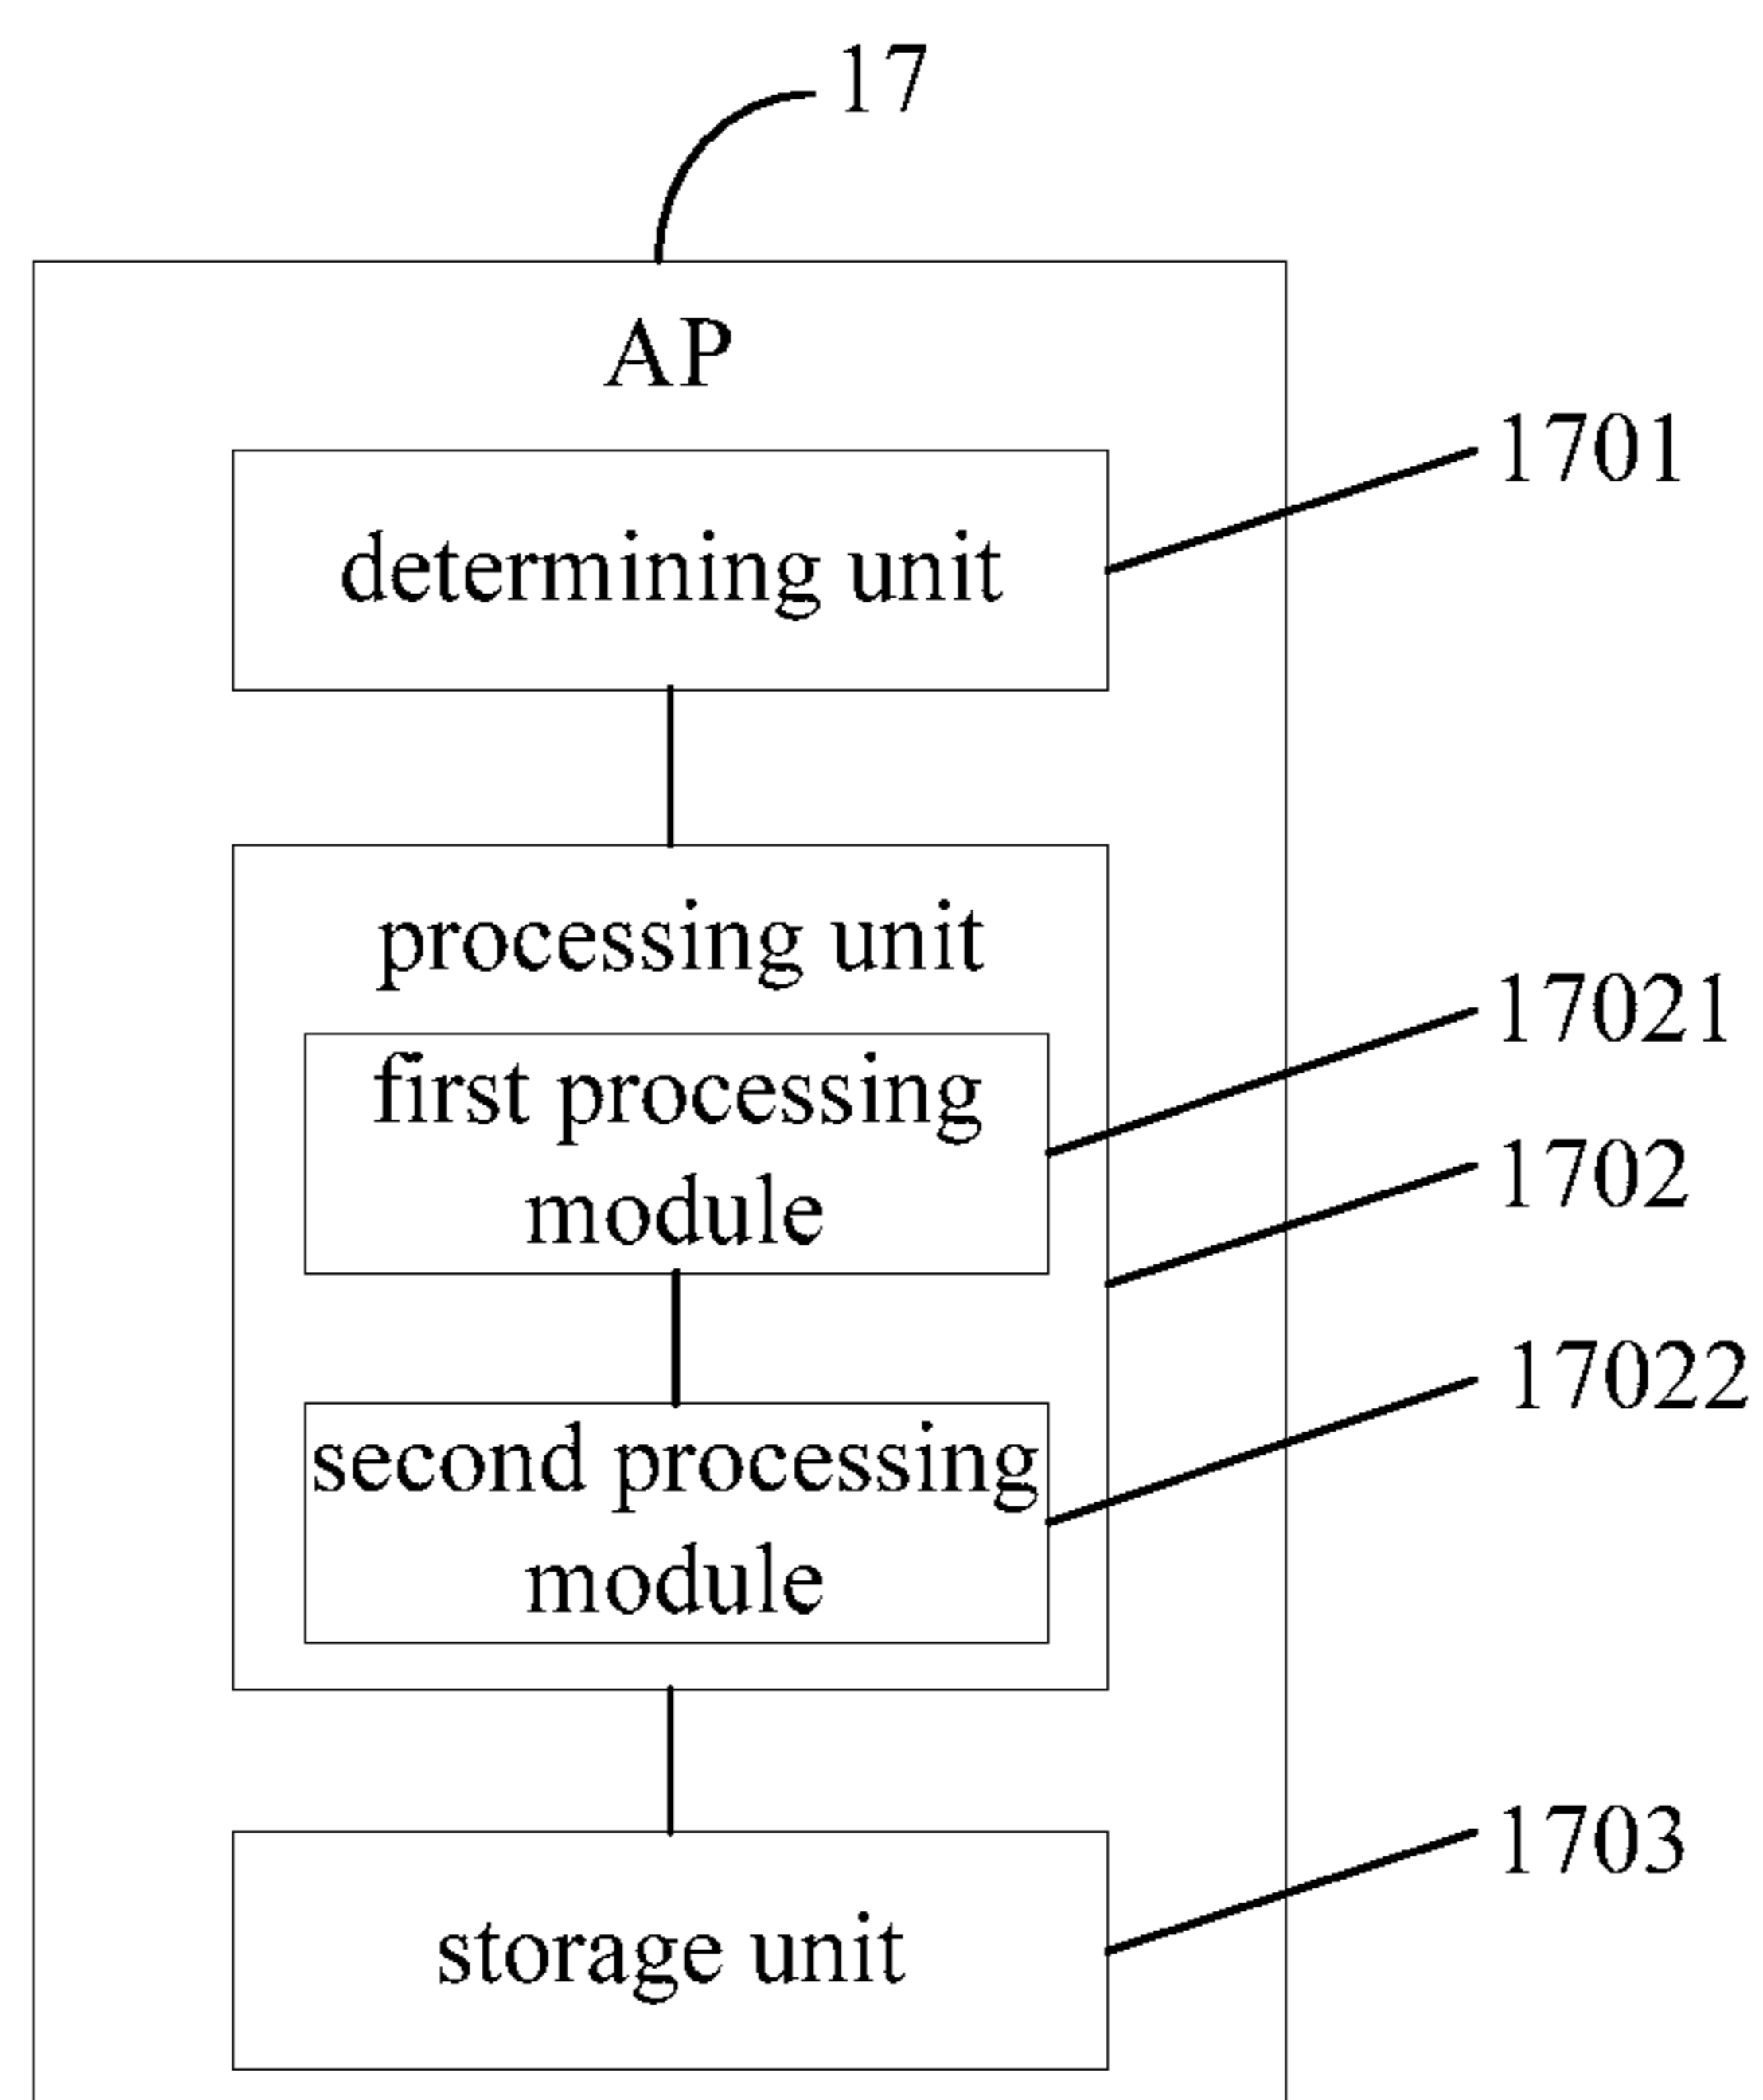 17
AP
1701
determining unit
processing unit
17021
first processing
module
1702
17022
second processing
module
1703
storage unit